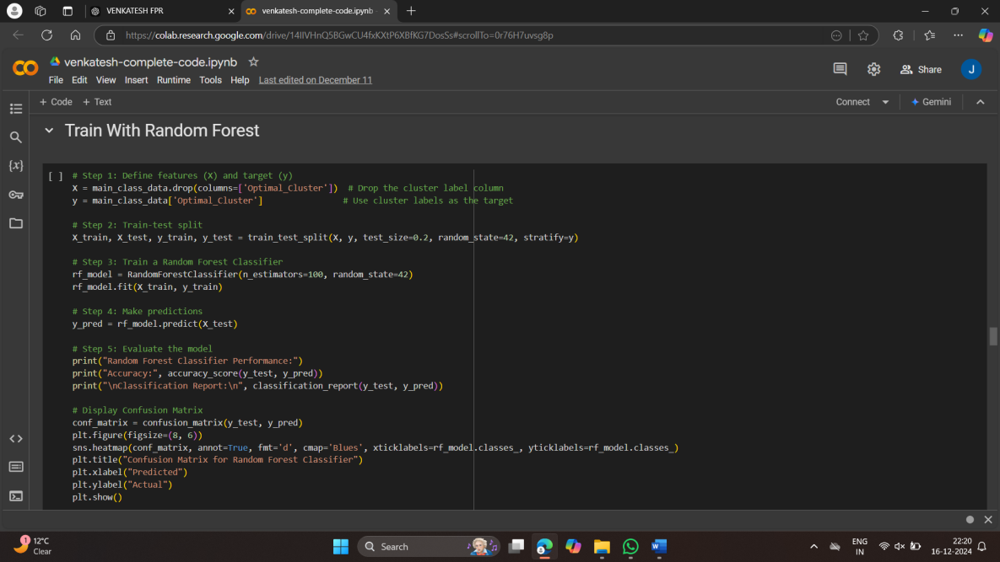 VENKATESH FPR
venkatesh-complete-code.ipynb
https://colab.research.google.com/drive/14IIVHnQ5BGwCU4fxKXtP6XBfKG7DosSs#scrollTo=0r76H7uvsg8p
venkatesh-complete-code.ipynb
File Edit View Insert Runtime Tools Help Last edited on December 11
Share
J
+ Code + Text
Connect
Gemini
Train With Random Forest
[ ] # Step 1: Define features (X) and target (y)
X = main_class_data.drop(columns=['Optimal_Cluster']) # Drop the cluster label column
y = main_class_data['Optimal_Cluster'] # Use cluster labels as the target
# Step 2: Train-test split
X_train, X_test, y_train, y_test = train_test_split(X, y, test_size=0.2, random_state=42, stratify=y)
# Step 3: Train a Random Forest Classifier
rf_model = RandomForestClassifier(n_estimators=100, random_state=42)
rf_model.fit(X_train, y_train)
# Step 4: Make predictions
y_pred = rf_model.predict(X_test)
# Step 5: Evaluate the model
print("Random Forest Classifier Performance:")
print("Accuracy:", accuracy_score(y_test, y_pred))
print("\nClassification Report:\n", classification_report(y_test, y_pred))
# Display Confusion Matrix
conf_matrix = confusion_matrix(y_test, y_pred)
plt.figure(figsize=(8, 6))
sns.heatmap(conf_matrix, annot=True, fmt='d', cmap='Blues', xticklabels=rf_model.classes_, yticklabels=rf_model.classes_)
plt.title("Confusion Matrix for Random Forest Classifier")
plt.xlabel("Predicted")
plt.ylabel("Actual")
plt.show()
{x}
1
12°C
Clear
Search
ENG
IN
22:20
16-12-2024